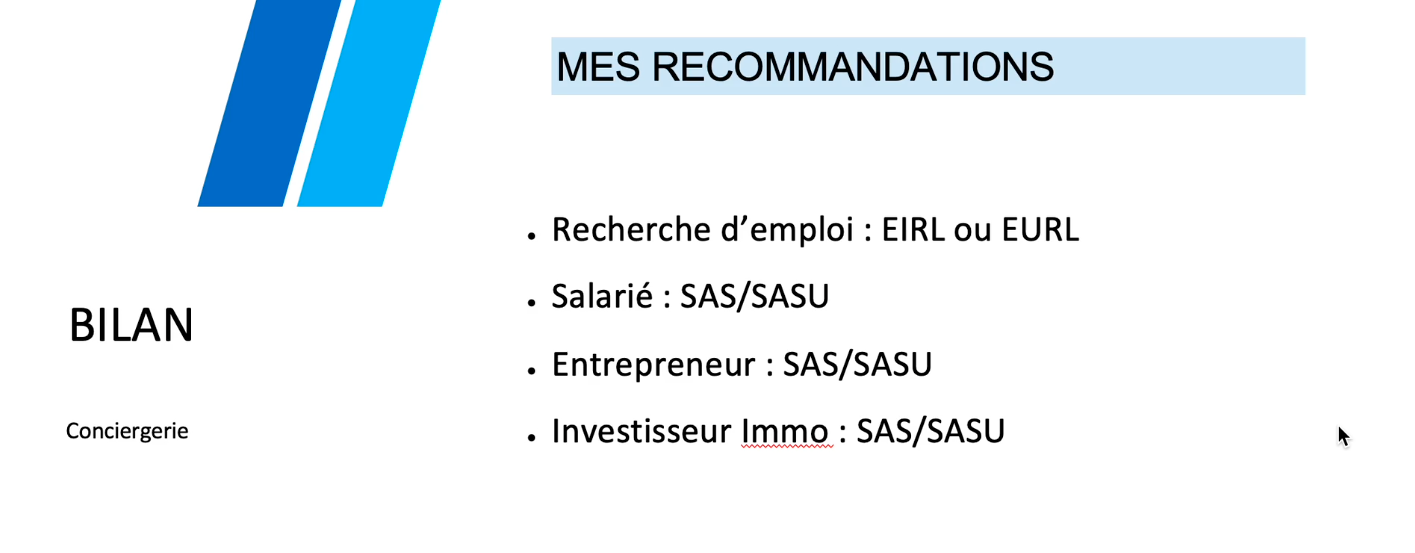 MES RECOMMANDATIONS
BILAN
Conciergerie
• Recherche d’emploi : EIRL ou EURL
• Salarié : SAS/SASU
• Entrepreneur : SAS/SASU
• Investisseur Immo : SAS/SASU